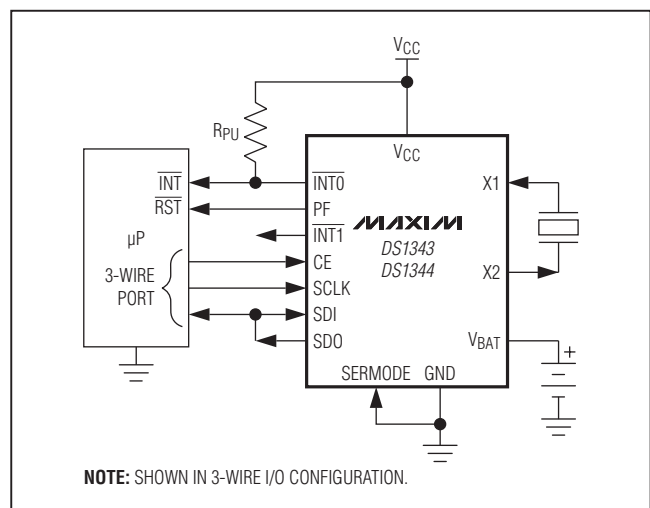 VCC
RPU
VCC
INT
INT0
X1
RST
PF
MAXIM
INT1
µP
DS1343
DS1344
CE
X2
3-WIRE
PORT
SCLK
SDI
SDO
VBAT
+
SERMODE GND
NOTE: SHOWN IN 3-WIRE I/O CONFIGURATION.